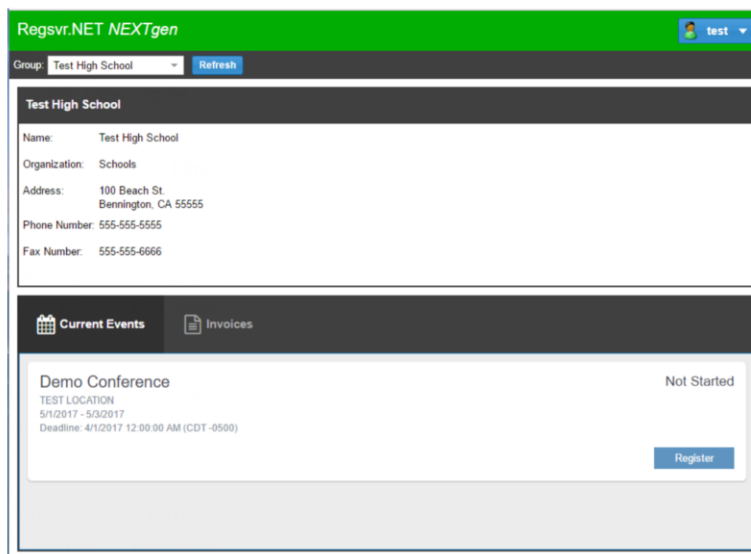 Regsvr.NET NEXTgen
test
Group: Test High School Refresh
Test High School
Name: Test High School
Organization: Schools
Address: 100 Beach St.
Bennington, CA 55555
Phone Number: 555-555-5555
Fax Number: 555-555-6666
Current Events Invoices
Demo Conference Not Started
TEST LOCATION
5/1/2017 - 5/3/2017
Deadline: 4/1/2017 12:00:00 AM (CDT -0500)
Register